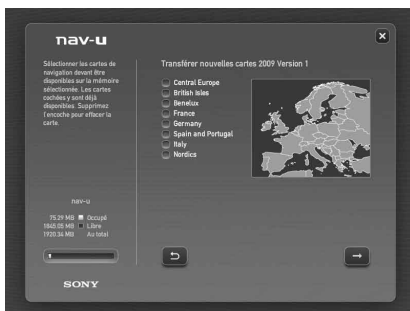 nav-u
Sélectionner les cartes de
navigation devant être
disponibles sur la mémoire
sélectionnée. Les cartes
cochées y sont déjà
disponibles. Supprimez
l'encoche pour effacer la
carte.
Transférer nouvelles cartes 2009 Version 1
Central Europe
British Isles
Benelux
France
Germany
Spain and Portugal
Italy
Nordics
nav-u
75.29 MB Occupé
1845.05 MB Libre
1920.34 MB Au total
SONY